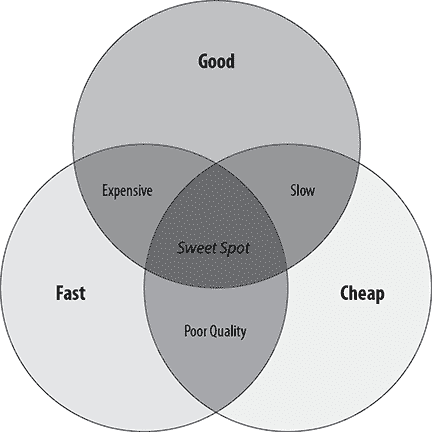 Good
Expensive
Slow
Sweet Spot
Fast
Cheap
Poor Quality